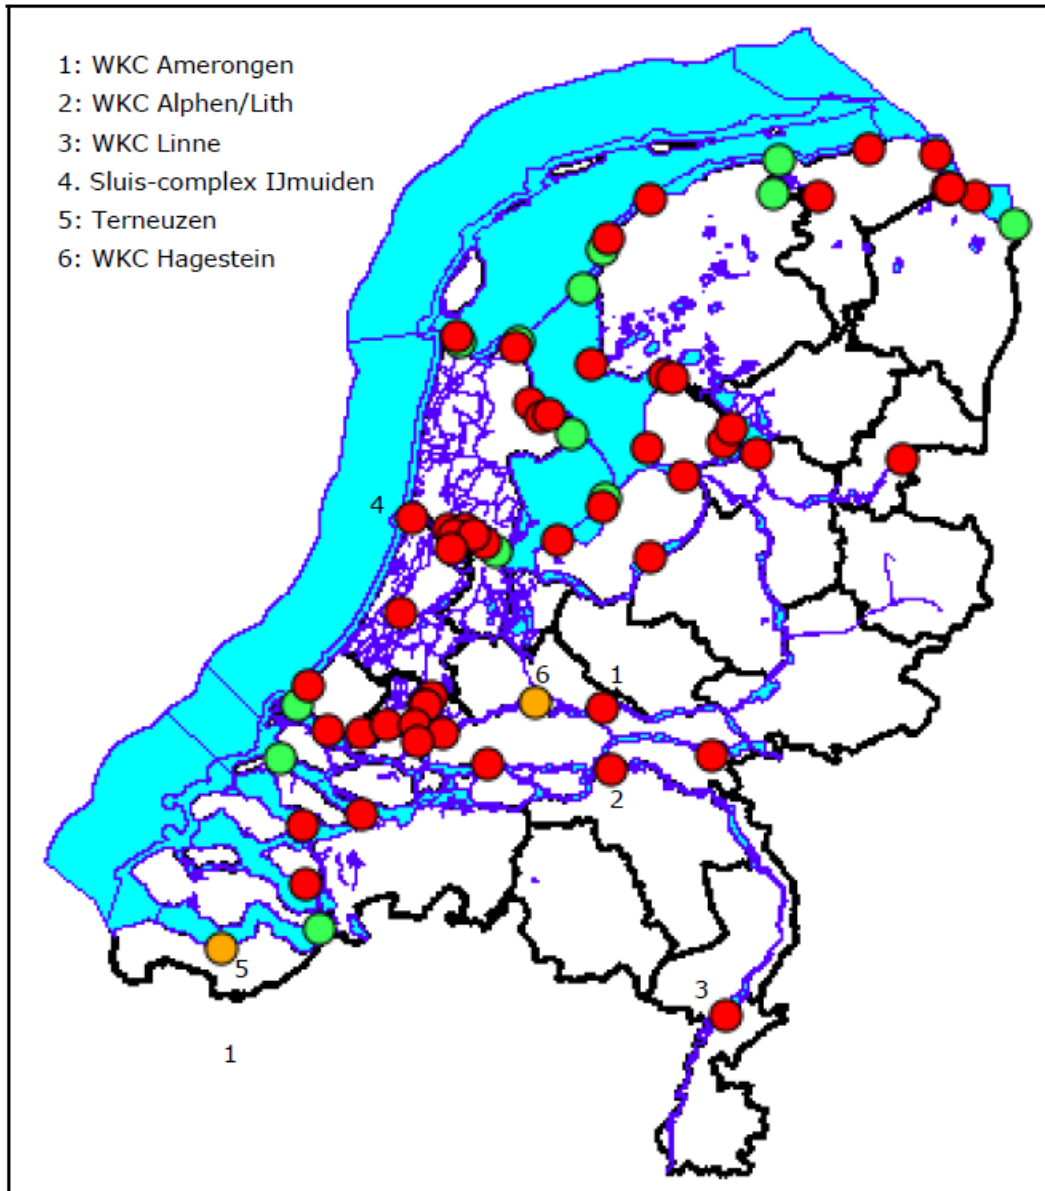 1: WKC Amerongen
2: WKC Alphen/Lith
3: WKC Linne
4. Sluis-complex IJmuiden
5: Terneuzen
6: WKC Hagestein
4
6
1
2
5
3
1